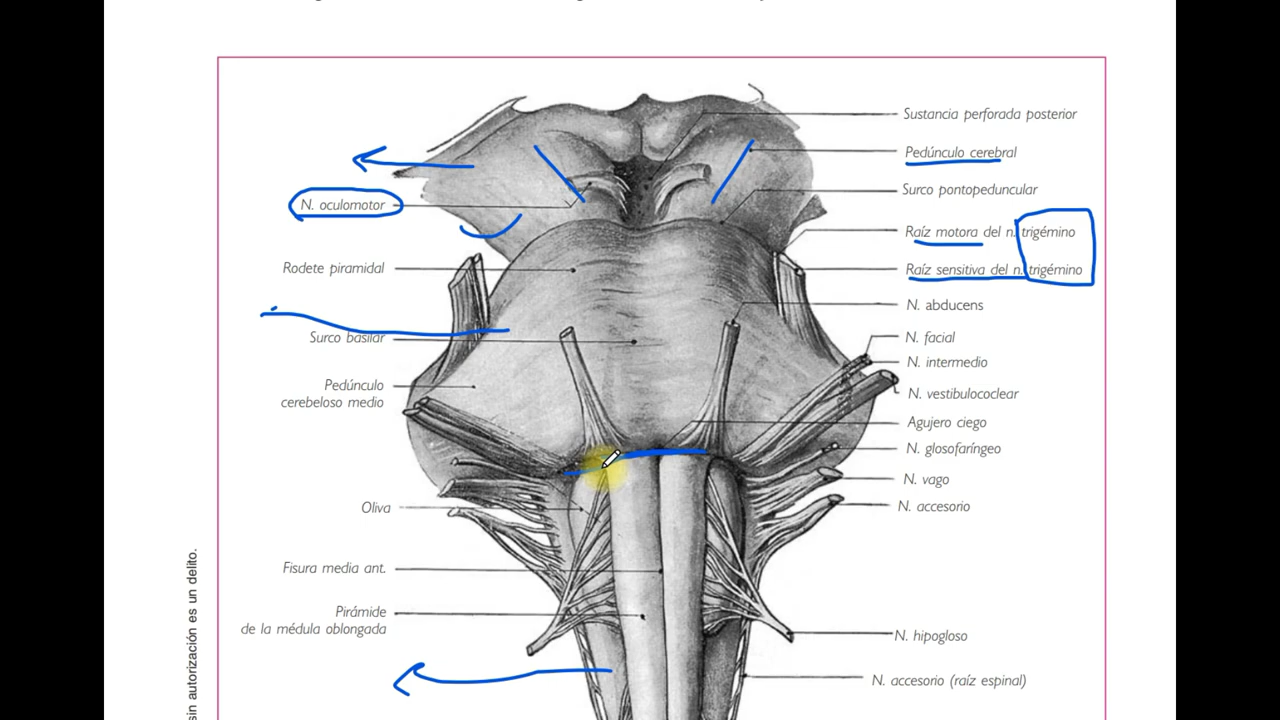 Sustancia perforada posterior
Pedúnculo cerebral
N. oculomotor
Surco pontopeduncular
Raíz motora del n. trigémino
Rodete piramidal
Raíz sensitiva del n. trigémino
N. abducens
Surco basilar
N. facial
N. intermedio
Pedúnculo
cerebeloso medio
N. vestibulococlear
Agujero ciego
N. glosofaríngeo
N. vago
Oliva
N. accesorio
Fisura media ant.
Pirámide
de la médula oblongada
N. hipogloso
N. accesorio (raíz espinal)
sin autorización es un delito.